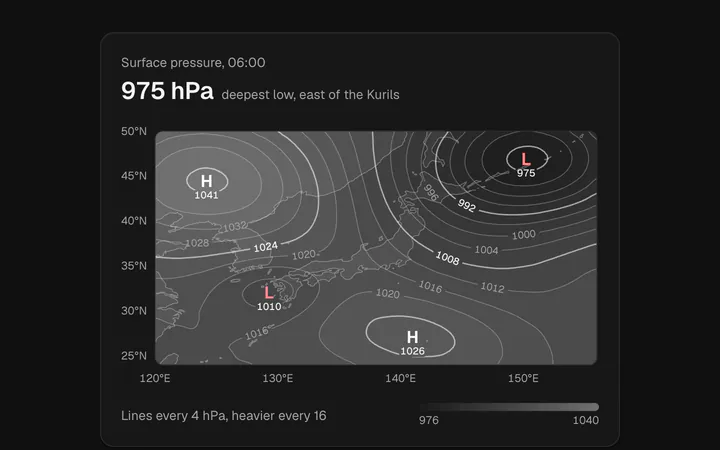 Surface pressure, 06:00
975 hPa deepest low, east of the Kurils
50°N
45°N
40°N
35°N
30°N
25°N
H
1041
L
975
996
992
1032
1028
1024
1020
1000
1004
1008
1012
1016
1020
L
1010
1016
H
1026
120°E 130°E 140°E 150°E
Lines every 4 hPa, heavier every 16
976 1040